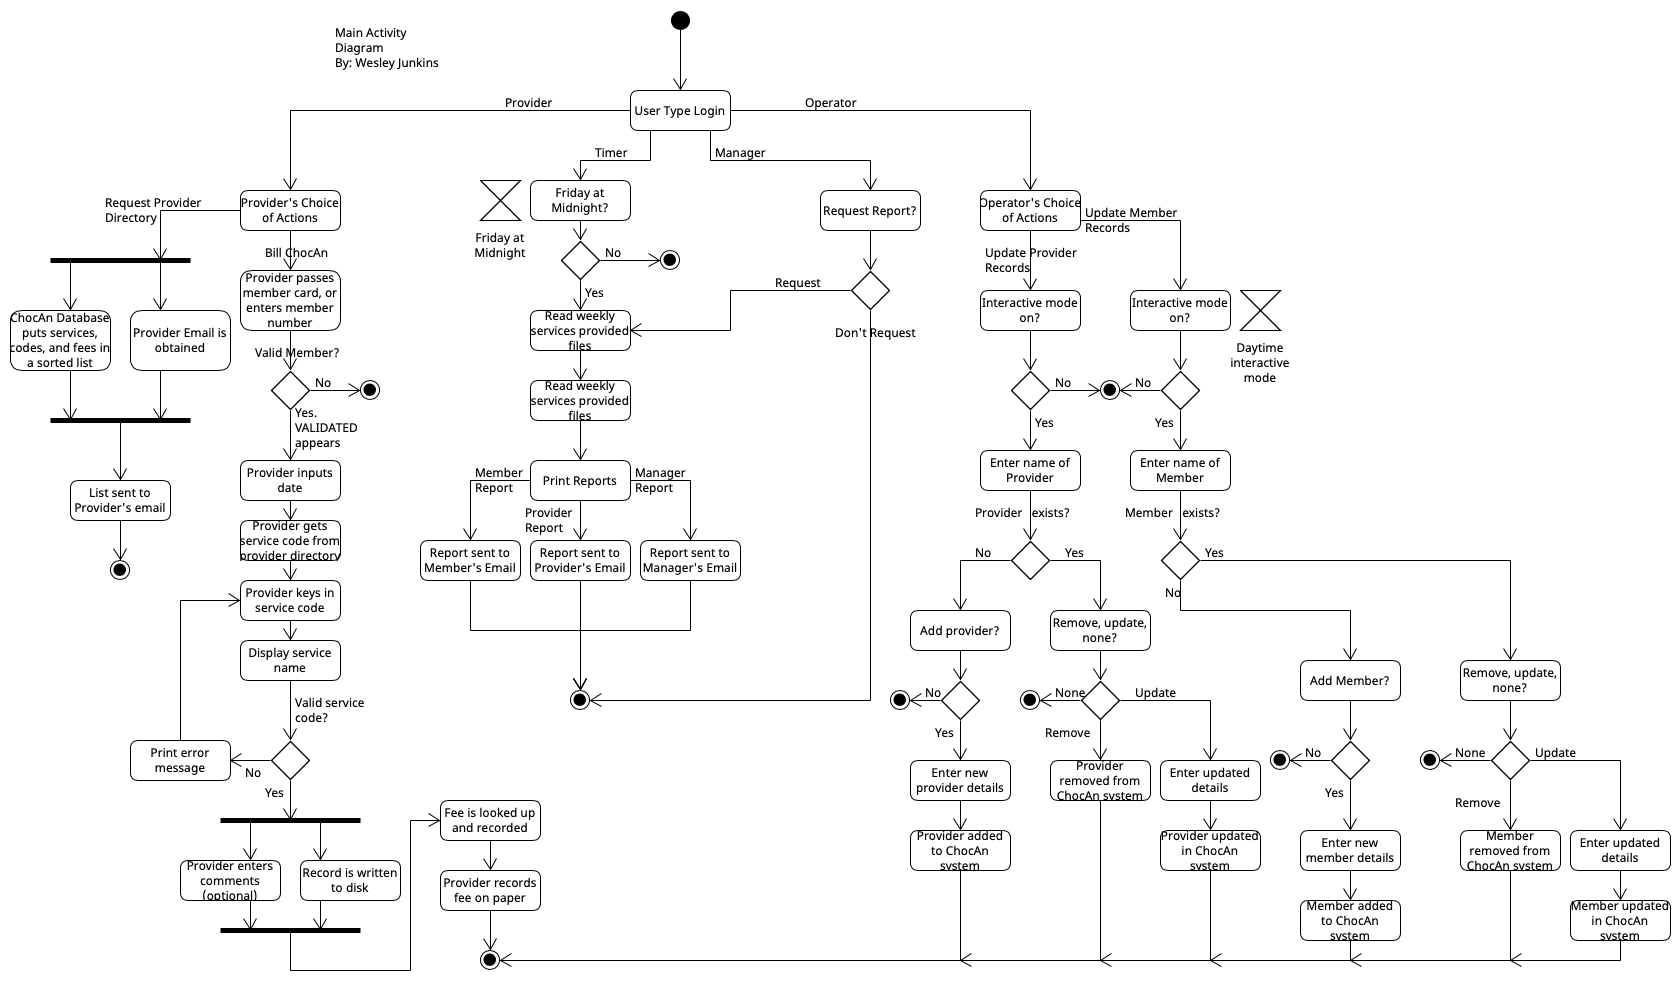 Main Activity
Diagram
By: Wesley Junkins
User Type Login
Provider
Operator
Timer
Manager
Provider's Choice
of Actions
Request Provider
Directory
Bill ChocAn
ChocAn Database
puts services,
codes, and fees in
a sorted list
Provider Email is
obtained
List sent to
Provider's email
Provider passes
member card, or
enters member
number
Valid Member?
No
Yes.
VALIDATED
appears
Provider inputs
date
Provider gets
service code from
provider directory
Provider keys in
service code
Display service
name
Valid service
code?
No
Print error
message
Yes
Provider enters
comments
(optional)
Record is written
to disk
Fee is looked up
and recorded
Provider records
fee on paper
Friday at
Midnight
Friday at
Midnight?
No
Yes
Read weekly
services provided
files
Read weekly
services provided
files
Print Reports
Member
Report
Provider
Report
Manager
Report
Report sent to
Member's Email
Report sent to
Provider's Email
Report sent to
Manager's Email
Request Report?
Request
Don't Request
Operator's Choice
of Actions
Update Provider
Records
Update Member
Records
Interactive mode
on?
Interactive mode
on?
Daytime
interactive
mode
No
No
Yes
Yes
Enter name of
Provider
Enter name of
Member
Provider exists?
Member exists?
No
Yes
Yes
No
Add provider?
Remove, update,
none?
No
Yes
None
Update
Remove
Enter new
provider details
Provider
removed from
ChocAn system
Enter updated
details
Provider added
to ChocAn
system
Provider updated
in ChocAn
system
Add Member?
Remove, update,
none?
No
Yes
None
Update
Remove
Enter new
member details
Member
removed from
ChocAn system
Enter updated
details
Member added
to ChocAn
system
Member updated
in ChocAn
system